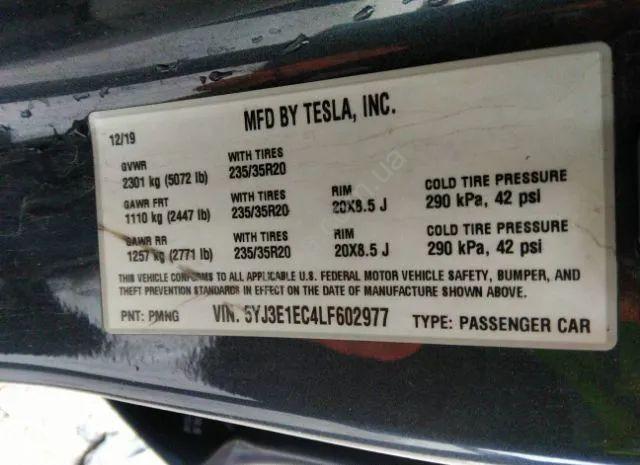 MFD BY TESLA, INC.
12/19
GVWR WITH TIRES
2301 kg (5072 lb) 235/35R20
GAWR FRT WITH TIRES RIM COLD TIRE PRESSURE
1110 kg (2447 lb) 235/35R20 20X8.5 J 290 kPa, 42 psi
GAWR RR WITH TIRES RIM COLD TIRE PRESSURE
1257 kg (2771 lb) 235/35R20 20X8.5 J 290 kPa, 42 psi
THIS VEHICLE CONFORMS TO ALL APPLICABLE U.S. FEDERAL MOTOR VEHICLE SAFETY, BUMPER, AND
THEFT PREVENTION STANDARDS IN EFFECT ON THE DATE OF MANUFACTURE SHOWN ABOVE.
PNT: PMNG VIN. 5YJ3E1EC4LF602977 TYPE: PASSENGER CAR